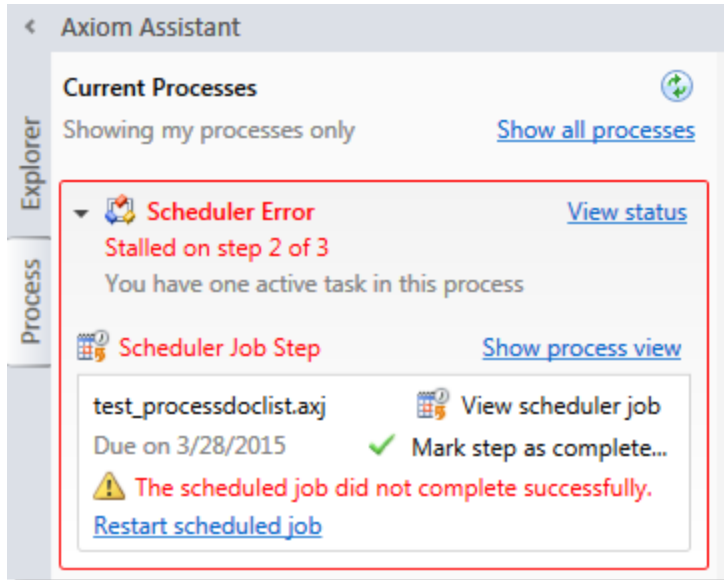 Axiom Assistant
Explorer
Process
Current Processes
Showing my processes only Show all processes
Scheduler Error View status
Stalled on step 2 of 3
You have one active task in this process
Scheduler Job Step Show process view
test_processdoclist.axj View scheduler job
Due on 3/28/2015 Mark step as complete...
The scheduled job did not complete successfully.
Restart scheduled job